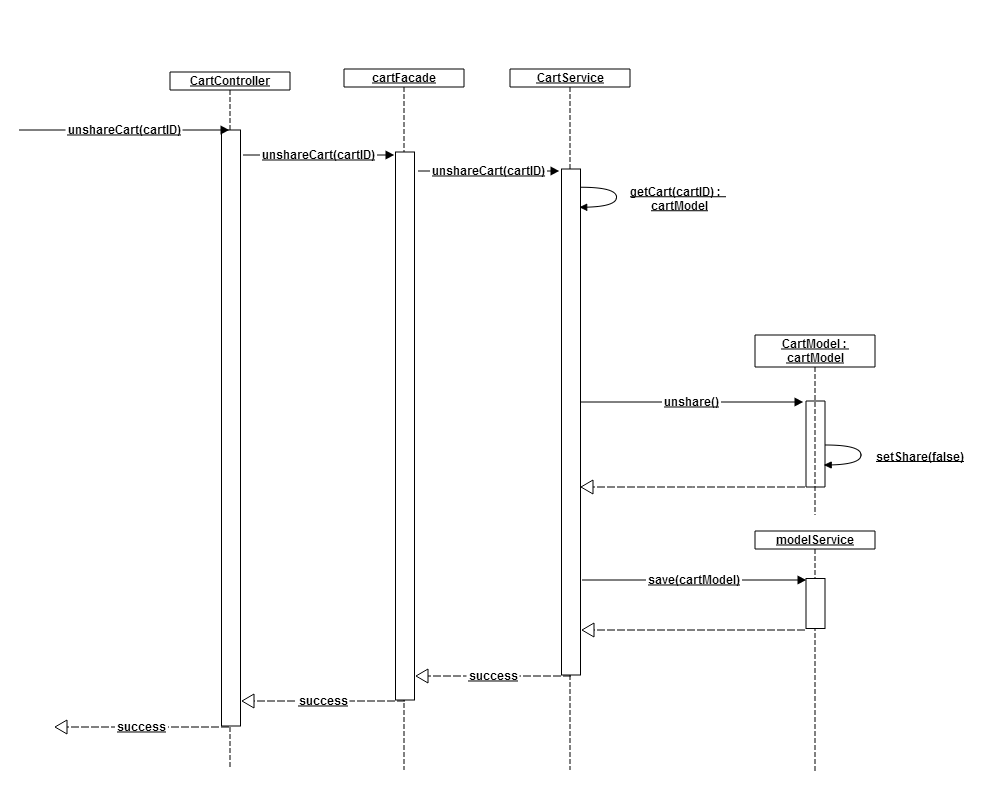 CartController
cartFacade
CartService
unshareCart(cartID)
unshareCart(cartID)
unshareCart(cartID)
getCart(cartID) :
cartModel
CartModel :
cartModel
unshare()
setShare(false)
modelService
save(cartModel)
success
success
success